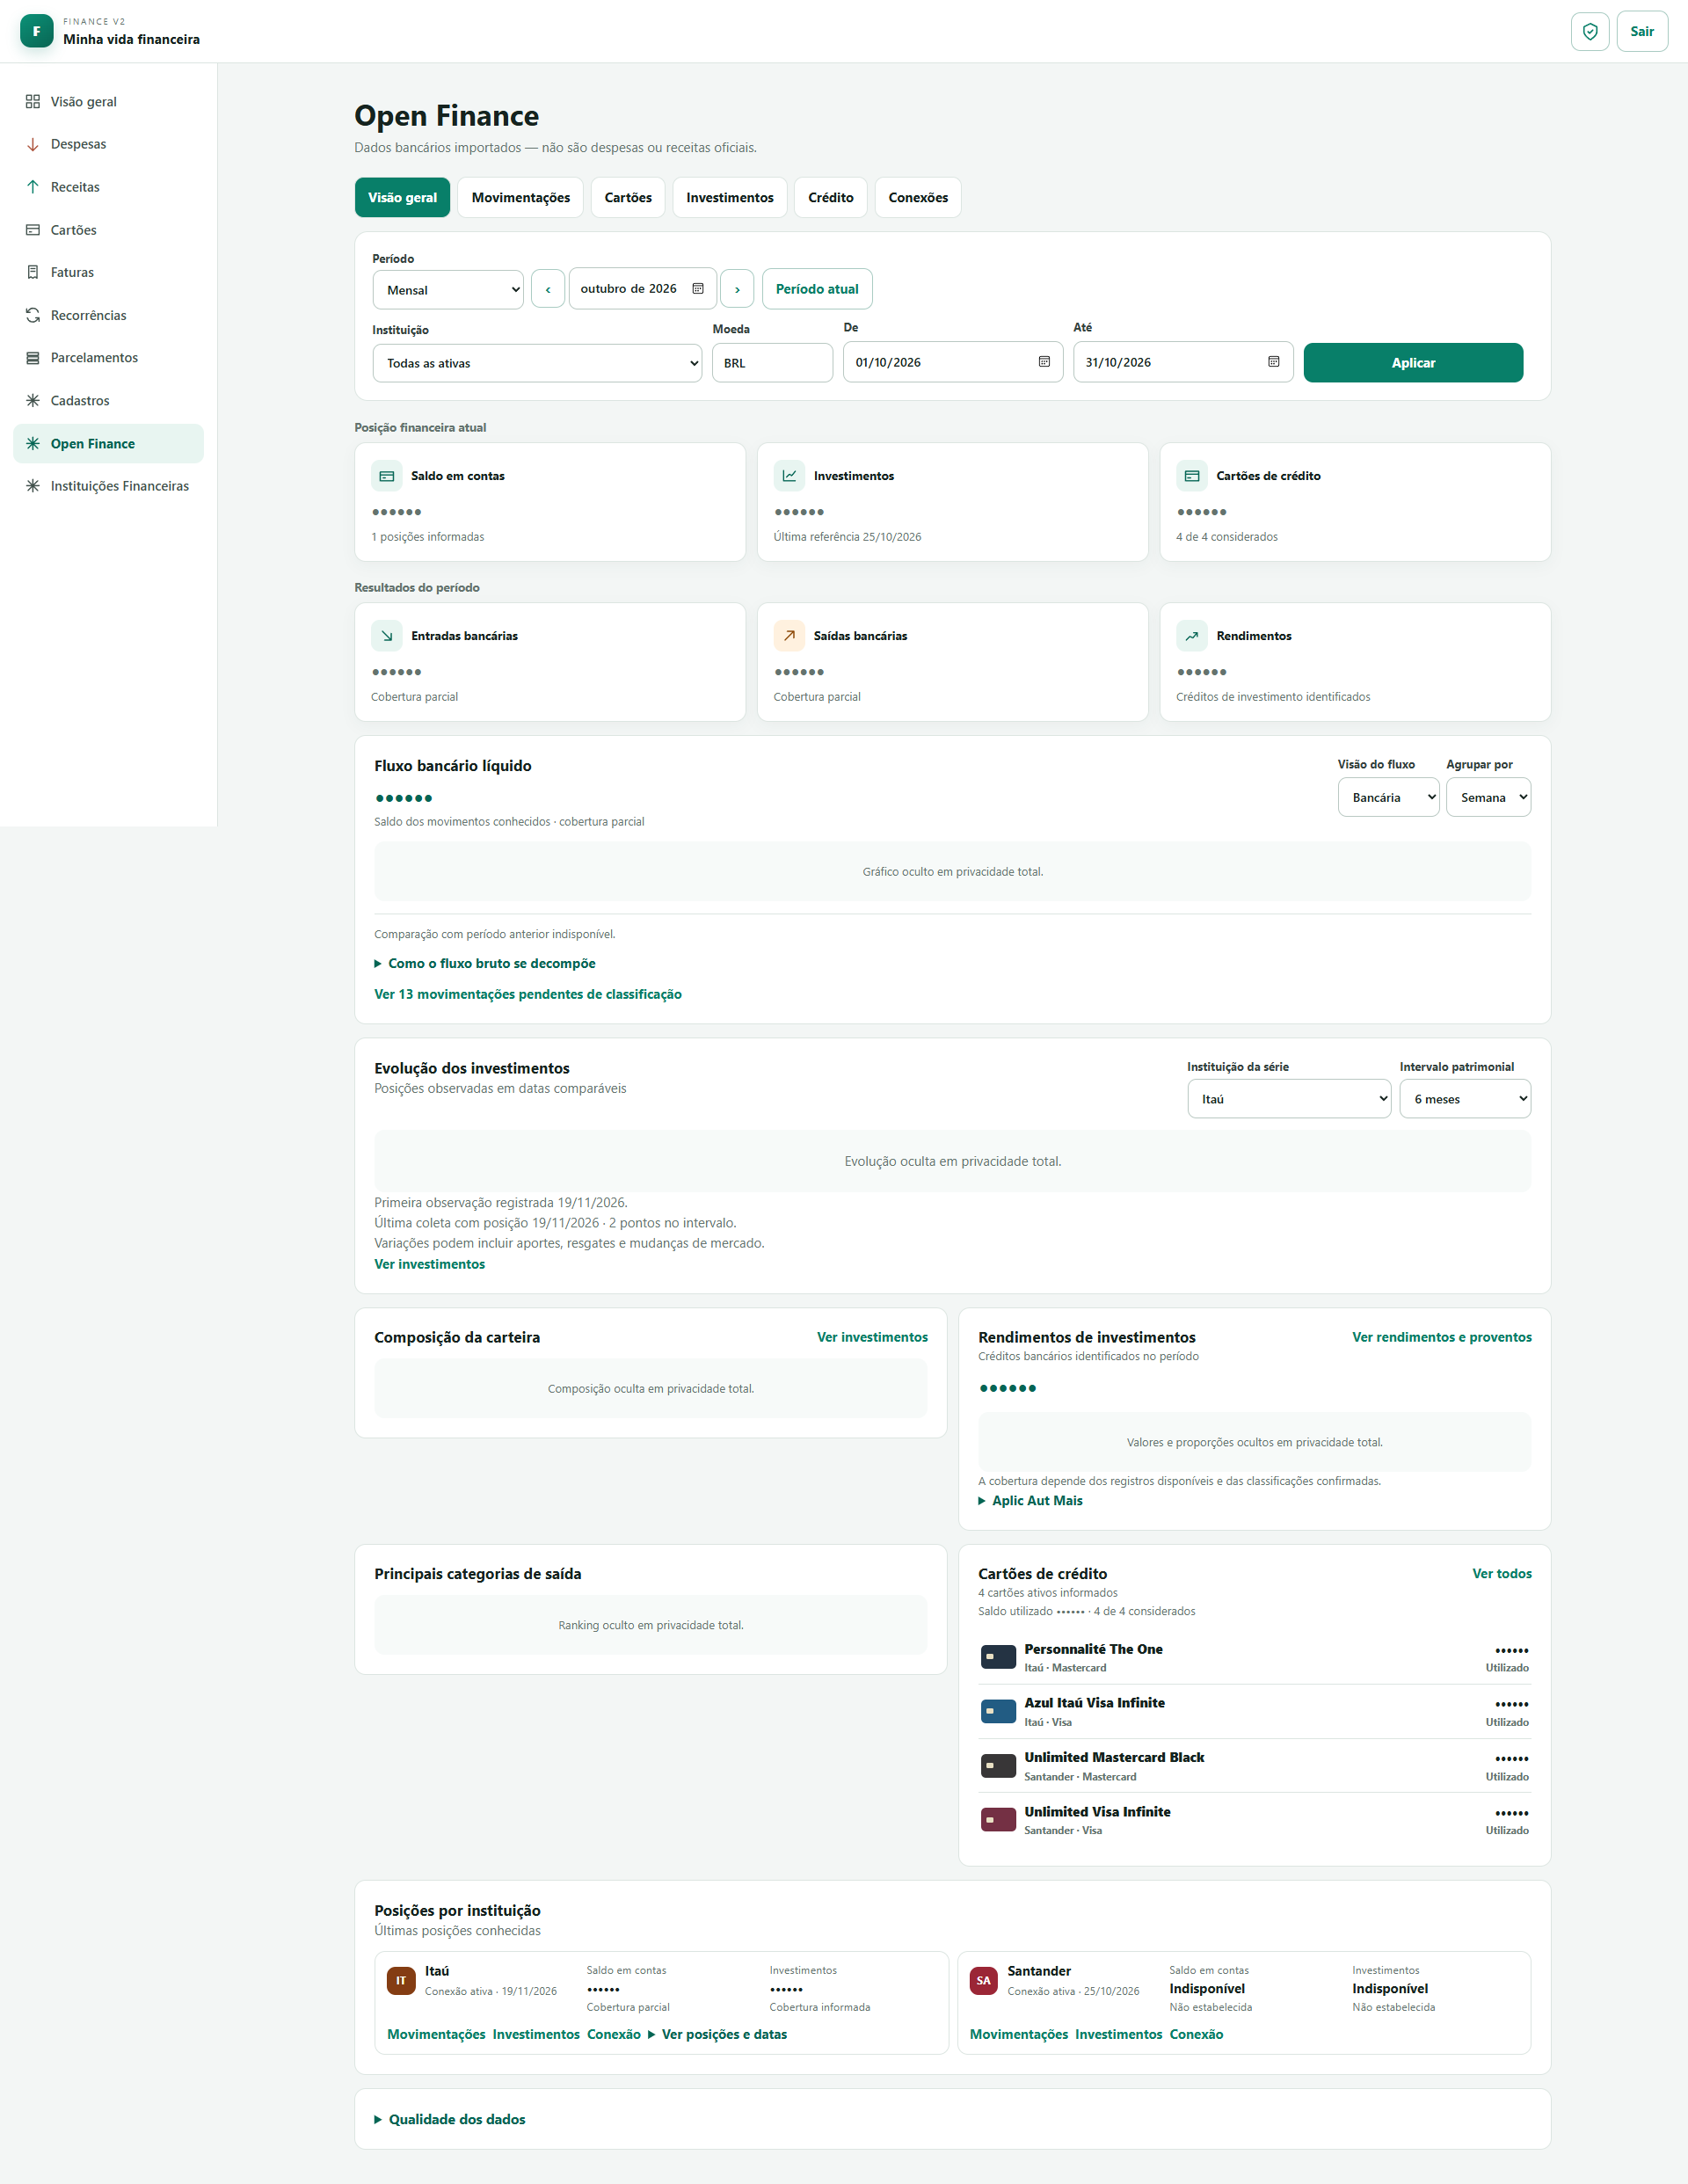 F
FINANCE V2
Minha vida financeira
Sair
Visão geral
Despesas
Receitas
Cartões
Faturas
Recorrências
Parcelamentos
Cadastros
Open Finance
Instituições Financeiras
Open Finance
Dados bancários importados — não são despesas ou receitas oficiais.
Visão geral Movimentações Cartões Investimentos Crédito Conexões
Período
Mensal ‹ outubro de 2026 › Período atual
Instituição Moeda De Até
Todas as ativas BRL 01/10/2026 31/10/2026 Aplicar
Posição financeira atual
Saldo em contas
••••••
1 posições informadas
Investimentos
••••••
Última referência 25/10/2026
Cartões de crédito
••••••
4 de 4 considerados
Resultados do período
Entradas bancárias
••••••
Cobertura parcial
Saídas bancárias
••••••
Cobertura parcial
Rendimentos
••••••
Créditos de investimento identificados
Fluxo bancário líquido
••••••
Saldo dos movimentos conhecidos · cobertura parcial
Visão do fluxo Agrupar por
Bancária Semana
Gráfico oculto em privacidade total.
Comparação com período anterior indisponível.
Como o fluxo bruto se decompõe
Ver 13 movimentações pendentes de classificação
Evolução dos investimentos
Posições observadas em datas comparáveis
Instituição da série Intervalo patrimonial
Itaú 6 meses
Evolução oculta em privacidade total.
Primeira observação registrada 19/11/2026.
Última coleta com posição 19/11/2026 · 2 pontos no intervalo.
Variações podem incluir aportes, resgates e mudanças de mercado.
Ver investimentos
Composição da carteira Ver investimentos
Composição oculta em privacidade total.
Rendimentos de investimentos Ver rendimentos e proventos
Créditos bancários identificados no período
••••••
Valores e proporções ocultos em privacidade total.
A cobertura depende dos registros disponíveis e das classificações confirmadas.
Aplic Aut Mais
Principais categorias de saída
Ranking oculto em privacidade total.
Cartões de crédito Ver todos
4 cartões ativos informados
Saldo utilizado •••••• · 4 de 4 considerados
Personnalité The One ••••••
Itaú · Mastercard Utilizado
Azul Itaú Visa Infinite ••••••
Itaú · Visa Utilizado
Unlimited Mastercard Black ••••••
Santander · Mastercard Utilizado
Unlimited Visa Infinite ••••••
Santander · Visa Utilizado
Posições por instituição
Últimas posições conhecidas
IT
Itaú
Conexão ativa · 19/11/2026
Saldo em contas
••••••
Cobertura parcial
Investimentos
••••••
Cobertura informada
Movimentações Investimentos Conexão Ver posições e datas
SA
Santander
Conexão ativa · 25/10/2026
Saldo em contas
Indisponível
Não estabelecida
Investimentos
Indisponível
Não estabelecida
Movimentações Investimentos Conexão
Qualidade dos dados